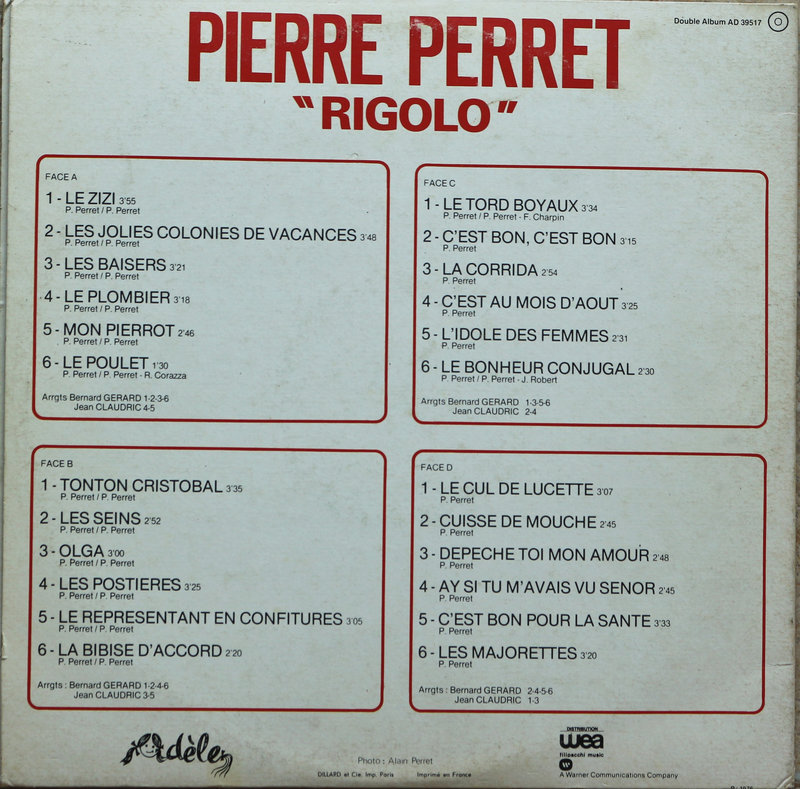 Double Album AD 39517
PIERRE PERRET
"RIGOLO"
FACE A
1 - LE ZIZI 3'55
P. Perret / P. Perret
2 - LES JOLIES COLONIES DE VACANCES 3'48
P. Perret / P. Perret
3 - LES BAISERS 3'21
P. Perret / P. Perret
4 - LE PLOMBIER 3'18
P. Perret / P. Perret
5 - MON PIERROT 2'46
P. Perret / P. Perret
6 - LE POULET 1'30
P. Perret / P. Perret - R. Corazza
Arrgts Bernard GERARD 1-2-3-6
Jean CLAUDRIC 4-5
FACE B
1 - TONTON CRISTOBAL 3'35
P. Perret / P. Perret
2 - LES SEINS 2'52
P. Perret / P. Perret
3 - OLGA 3'00
P. Perret / P. Perret
4 - LES POSTIERES 3'25
P. Perret / P. Perret
5 - LE REPRESENTANT EN CONFITURES 3'05
P. Perret / P. Perret
6 - LA BIBISE D'ACCORD 2'20
P. Perret / P. Perret
Arrgts : Bernard GERARD 1-2-4-6
Jean CLAUDRIC 3-5
FACE C
1 - LE TORD BOYAUX 3'34
P. Perret / P. Perret - F. Charpin
2 - C'EST BON, C'EST BON 3'15
P. Perret
3 - LA CORRIDA 2'54
P. Perret
4 - C'EST AU MOIS D'AOUT 3'25
P. Perret
5 - L'IDOLE DES FEMMES 2'31
P. Perret
6 - LE BONHEUR CONJUGAL 2'30
P. Perret / P. Perret - J. Robert
Arrgts Bernard GERARD 1-3-5-6
Jean CLAUDRIC 2-4
FACE D
1 - LE CUL DE LUCETTE 3'07
P. Perret
2 - CUISSE DE MOUCHE 2'45
P. Perret
3 - DEPECHE TOI MON AMOUR 2'48
P. Perret
4 - AY SI TU M'AVAIS VU SENOR 2'45
P. Perret
5 - C'EST BON POUR LA SANTE 3'33
P. Perret
6 - LES MAJORETTES 3'20
P. Perret
Arrgts : Bernard GERARD 2-4-5-6
Jean CLAUDRIC 1-3
Adèle
Photo : Alain Perret
DILLARD et Cie. Imp. Paris Imprimé en France
DISTRIBUTION
wea
filipacchi music
A Warner Communications Company